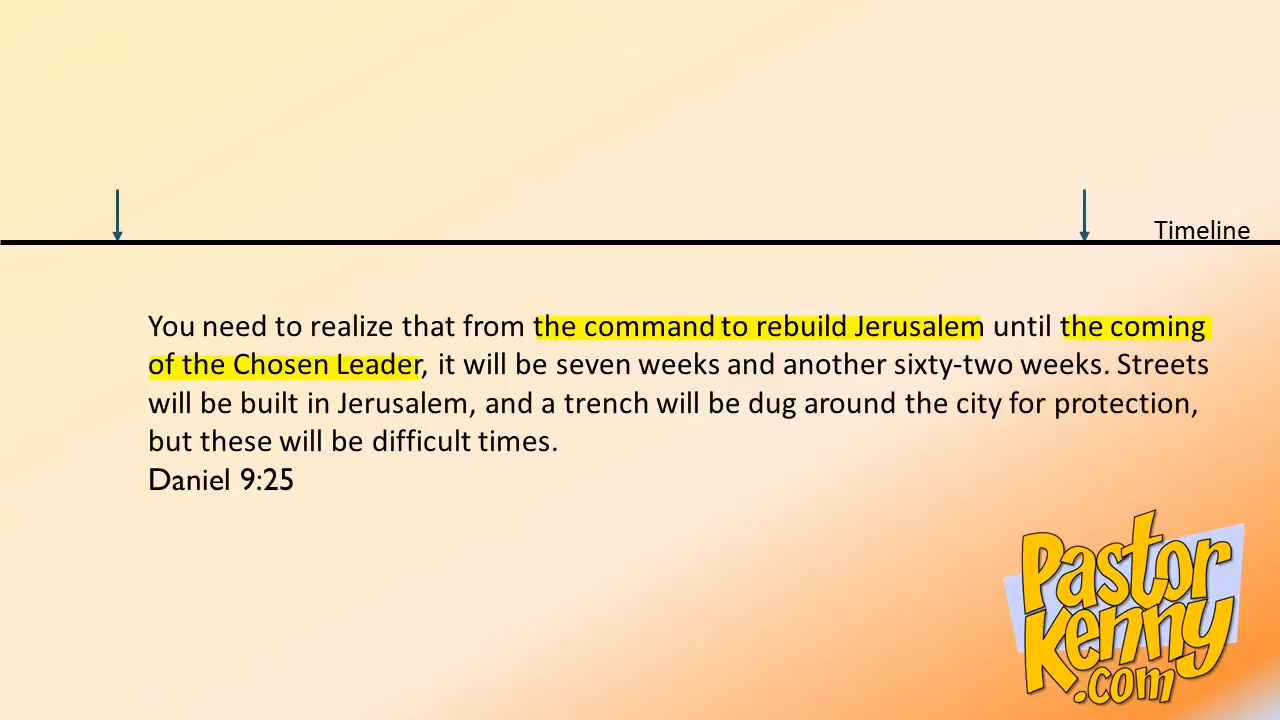 Timeline
You need to realize that from the command to rebuild Jerusalem until the coming
of the Chosen Leader, it will be seven weeks and another sixty-two weeks. Streets
will be built in Jerusalem, and a trench will be dug around the city for protection,
but these will be difficult times.
Daniel 9:25
Pastor
Kenny
.com